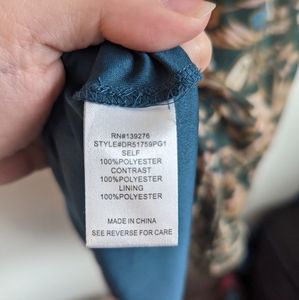 RN#139276
STYLE#DR51759PG1
SELF
100%POLYESTER
CONTRAST
100%POLYESTER
LINING
100%POLYESTER
MADE IN CHINA
SEE REVERSE FOR CARE